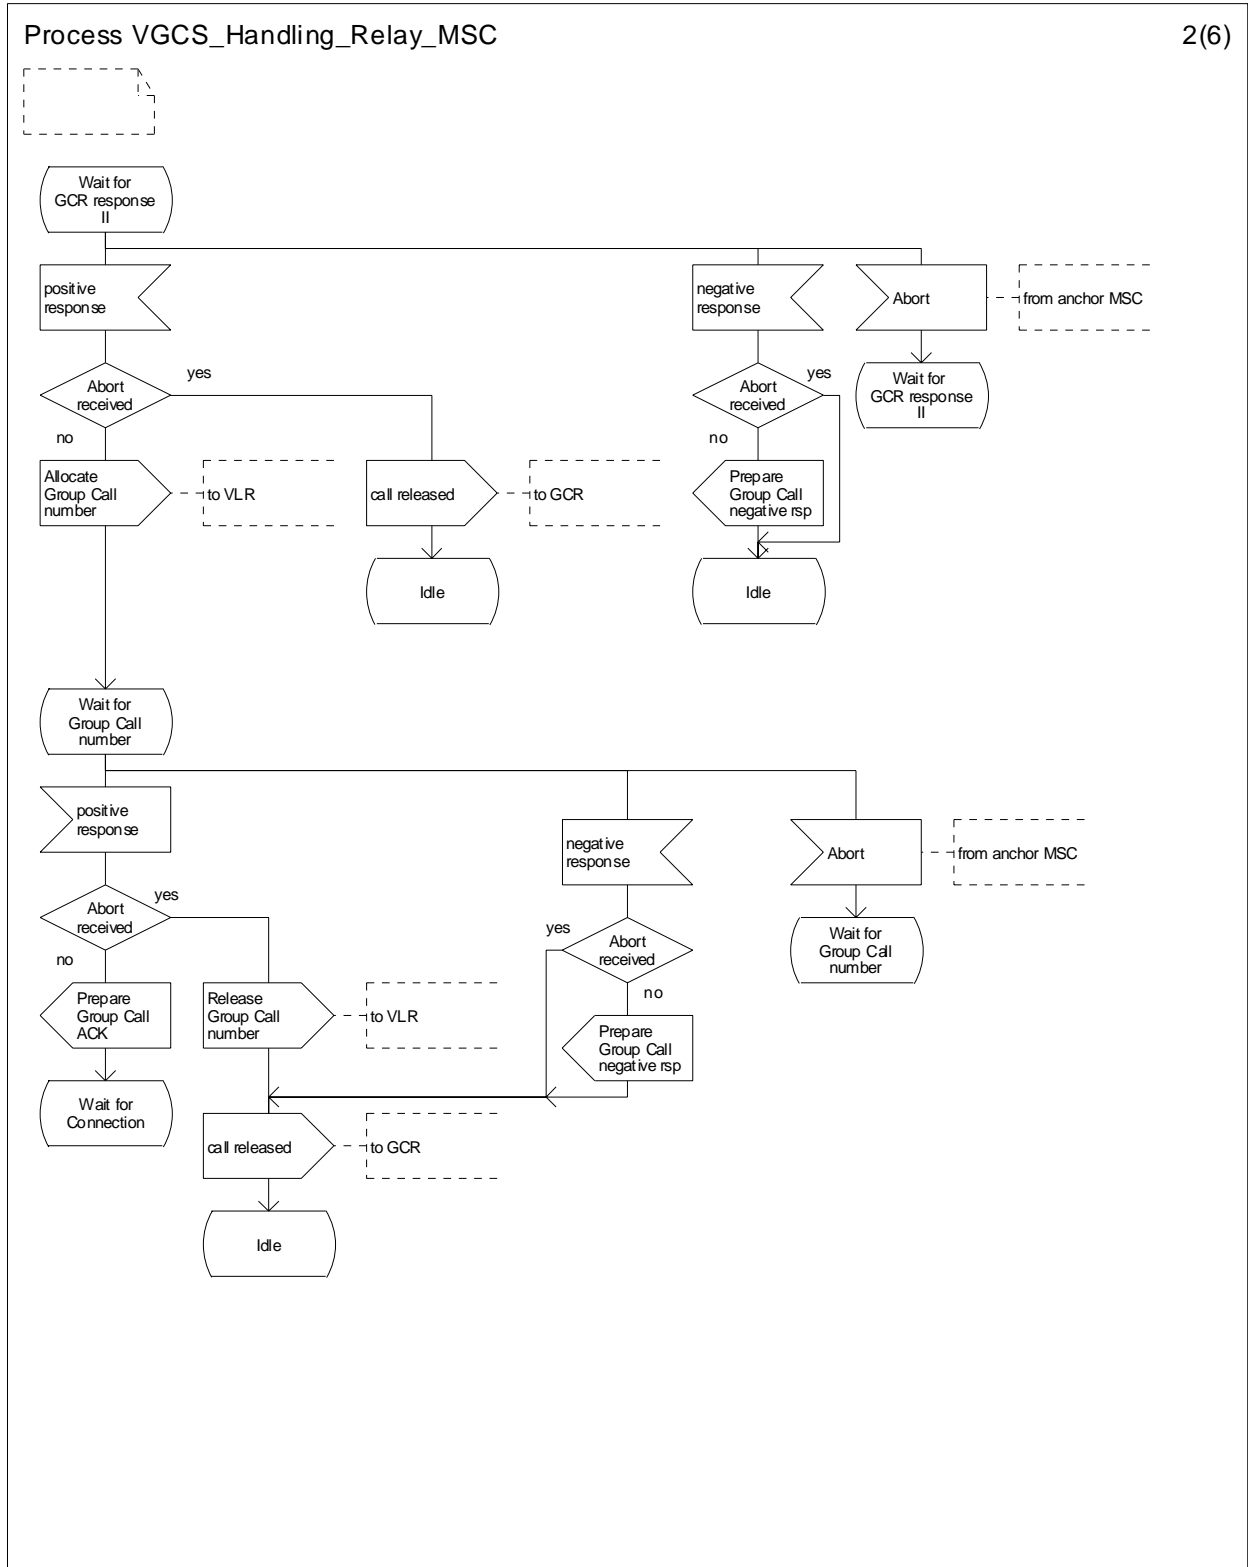 Process VGCS_Handling_Relay_MSC
2(6)
Wait for
GCR response
II
positive
response
negative
response
Abort
from anchor MSC
Abort
received
yes
no
Abort
received
yes
no
Wait for
GCR response
II
Allocate
Group Call
number
to VLR
call released
to GCR
Prepare
Group Call
negative rsp
Idle
Idle
Wait for
Group Call
number
positive
response
negative
response
Abort
from anchor MSC
Abort
received
yes
no
yes
Abort
received
no
Wait for
Group Call
number
Prepare
Group Call
ACK
Release
Group Call
number
to VLR
Prepare
Group Call
negative rsp
Wait for
Connection
call released
to GCR
Idle